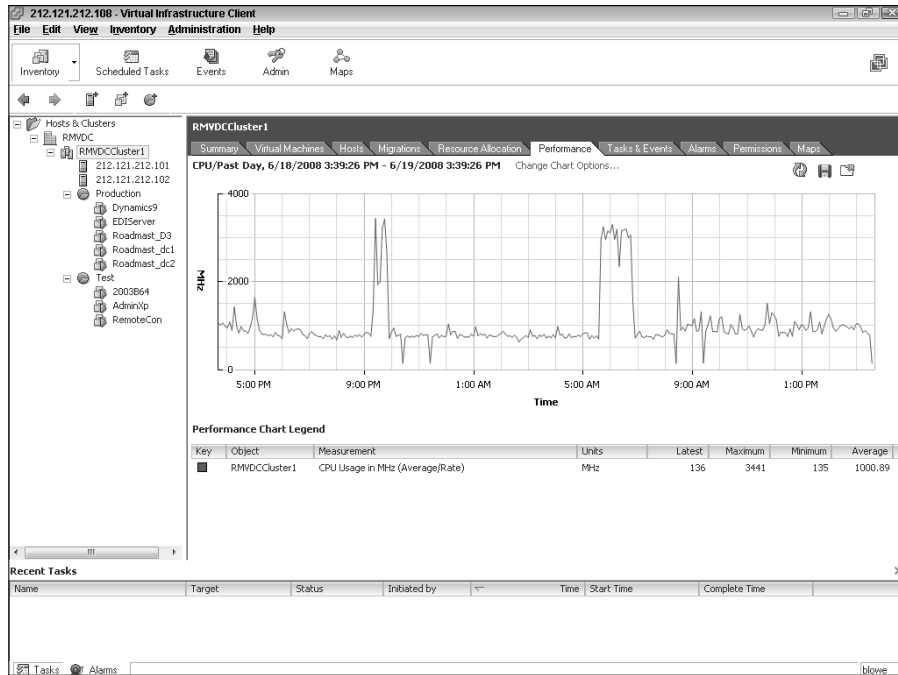 212.121.212.108 - Virtual Infrastructure Client
File Edit View Inventory Administration Help
Inventory Scheduled Tasks Events Admin Maps
Hosts & Clusters
RMVDC
RMVDCCluster1
212.121.212.101
212.121.212.102
Production
Dynamics9
EDIServer
Roadmast_D3
Roadmast_dc1
Roadmast_dc2
Test
2003B64
AdminXp
RemoteCon
RMVDCCluster1
Summary Virtual Machines Hosts Migrations Resource Allocation Performance Tasks & Events Alarms Permissions Maps
CPU/Past Day, 6/18/2008 3:39:26 PM - 6/19/2008 3:39:26 PM Change Chart Options...
4000
2000
0
MHz
5:00 PM 9:00 PM 1:00 AM 5:00 AM 9:00 AM 1:00 PM
Time
Performance Chart Legend
Key Object Measurement Units Latest Maximum Minimum Average
RMVDCCluster1 CPU Usage in MHz (Average/Rate) MHz 136 3441 135 1000.89
Recent Tasks
Name Target Status Initiated by Time Start Time Complete Time
Tasks Alarms blowe